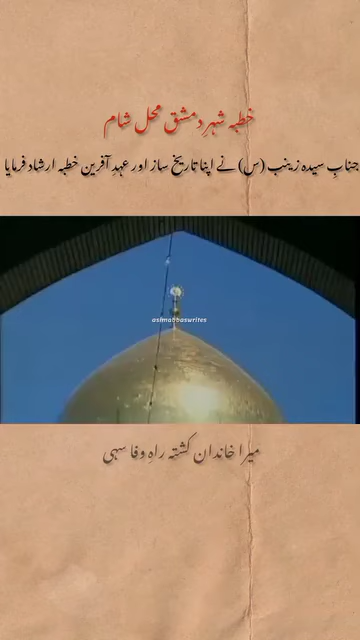 خطبہ شہرِ دمشق محل شام
جنابِ سیدہ زینب (س) نے اپنا تاریخ ساز اور عہد آفرین خطبہ ارشاد فرمایا
aslmabbaswrites
میرا خاندان کشتہ راہِ وفا سہی